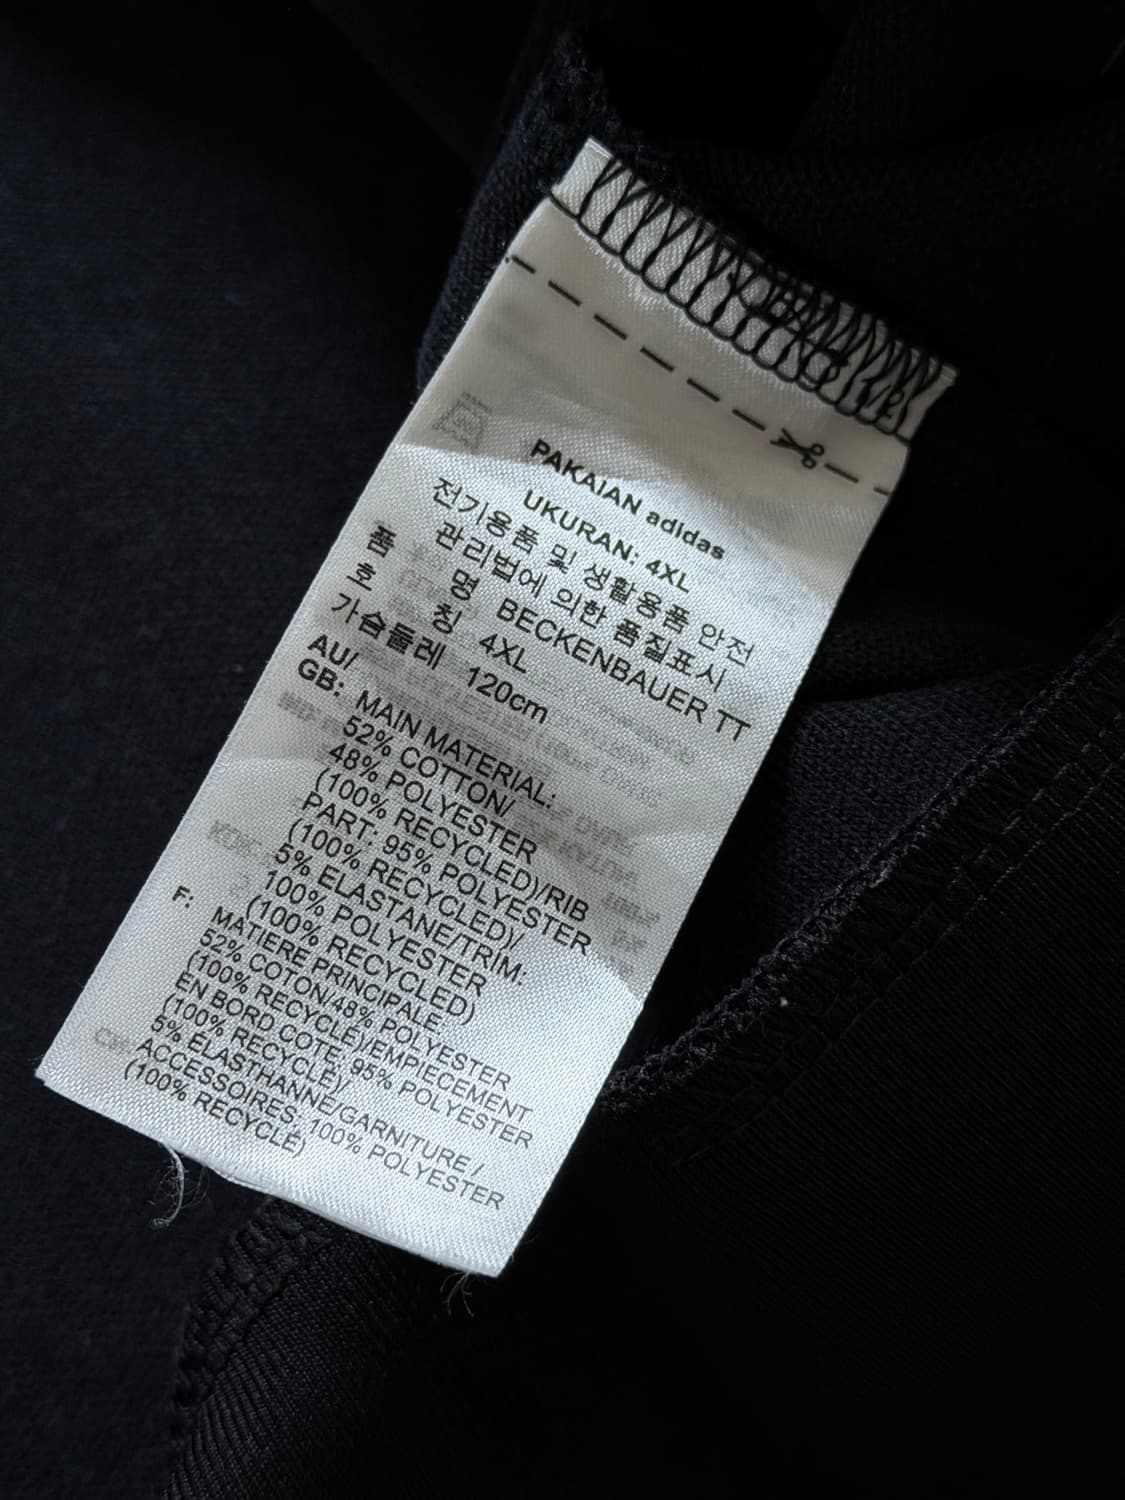 PAKAIAN adidas
UKURAN: 4XL
전기용품 및 생활용품 안전
관리법에 의한 품질표시
품 명 BECKENBAUER TT
호 칭 4XL
가슴둘레 120cm
AU/
GB: MAIN MATERIAL:
52% COTTON/
48% POLYESTER
(100% RECYCLED)/RIB
PART: 95% POLYESTER
(100% RECYCLED)/
5% ELASTANE/TRIM:
100% POLYESTER
(100% RECYCLED)
F: MATIERE PRINCIPALE
52% COTON/48% POLYESTER
(100% RECYCLÉ)/EMPIECEMENT
EN BORD COTE, 95% POLYESTER
(100% RECYCLÉ)/
5% ÉLASTHANNE/GARNITURE /
ACCESSOIRES, 100% POLYESTER
(100% RECYCLÉ)